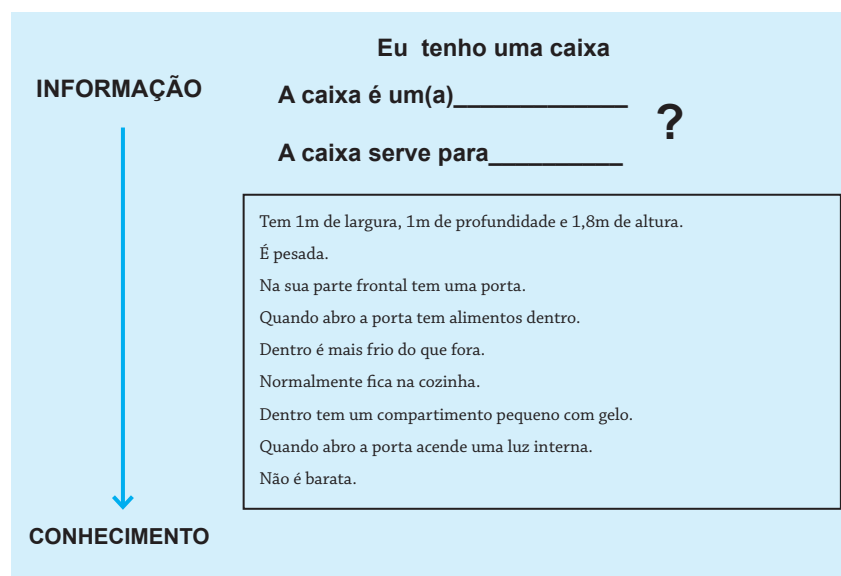 Eu tenho uma caixa
INFORMAÇÃO
A caixa é um(a)_____________
?
A caixa serve para__________
Tem 1m de largura, 1m de profundidade e 1,8m de altura.
É pesada.
Na sua parte frontal tem uma porta.
Quando abro a porta tem alimentos dentro.
Dentro é mais frio do que fora.
Normalmente fica na cozinha.
Dentro tem um compartimento pequeno com gelo.
Quando abro a porta acende uma luz interna.
Não é barata.
CONHECIMENTO